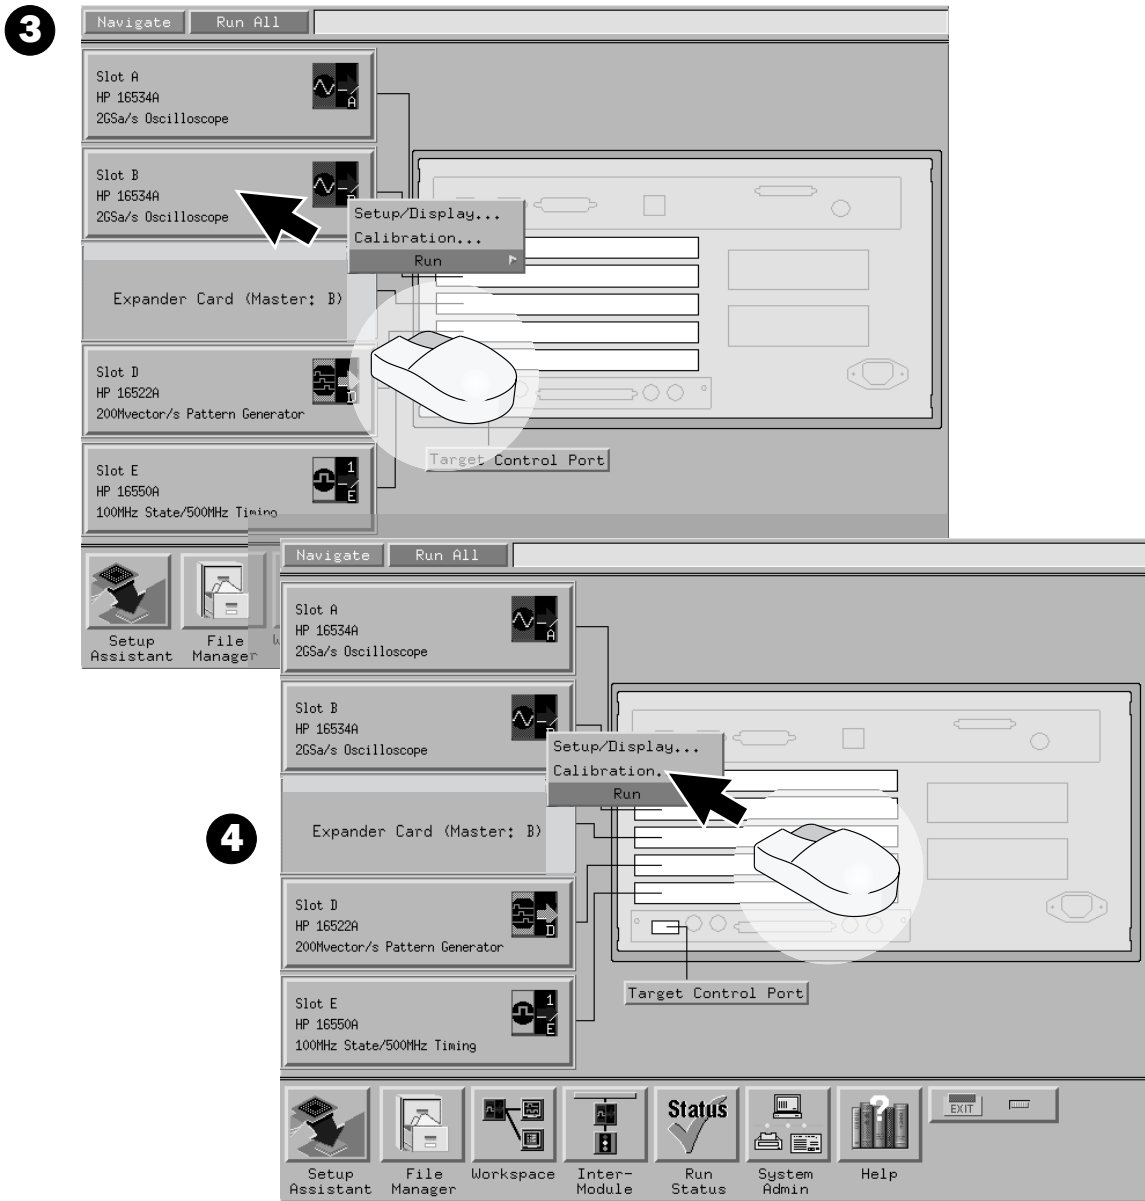 3
Navigate Run All
Slot A
HP 16534A
2GSa/s Oscilloscope
A
Slot B
HP 16534A
2GSa/s Oscilloscope
Setup/Display...
Calibration...
Run
Expander Card (Master: B)
Slot D
HP 16522A
200Mvector/s Pattern Generator
D
Slot E
HP 16550A
100MHz State/500MHz Timing
1
E
Target Control Port
Setup
Assistant
File
Manager
4
Navigate Run All
Slot A
HP 16534A
2GSa/s Oscilloscope
A
Slot B
HP 16534A
2GSa/s Oscilloscope
Setup/Display...
Calibration.
Run
Expander Card (Master: B)
Slot D
HP 16522A
200Mvector/s Pattern Generator
D
Slot E
HP 16550A
100MHz State/500MHz Timing
1
E
Target Control Port
Status
?
EXIT
Setup
Assistant
File
Manager
Workspace
Inter-
Module
Run
Status
System
Admin
Help